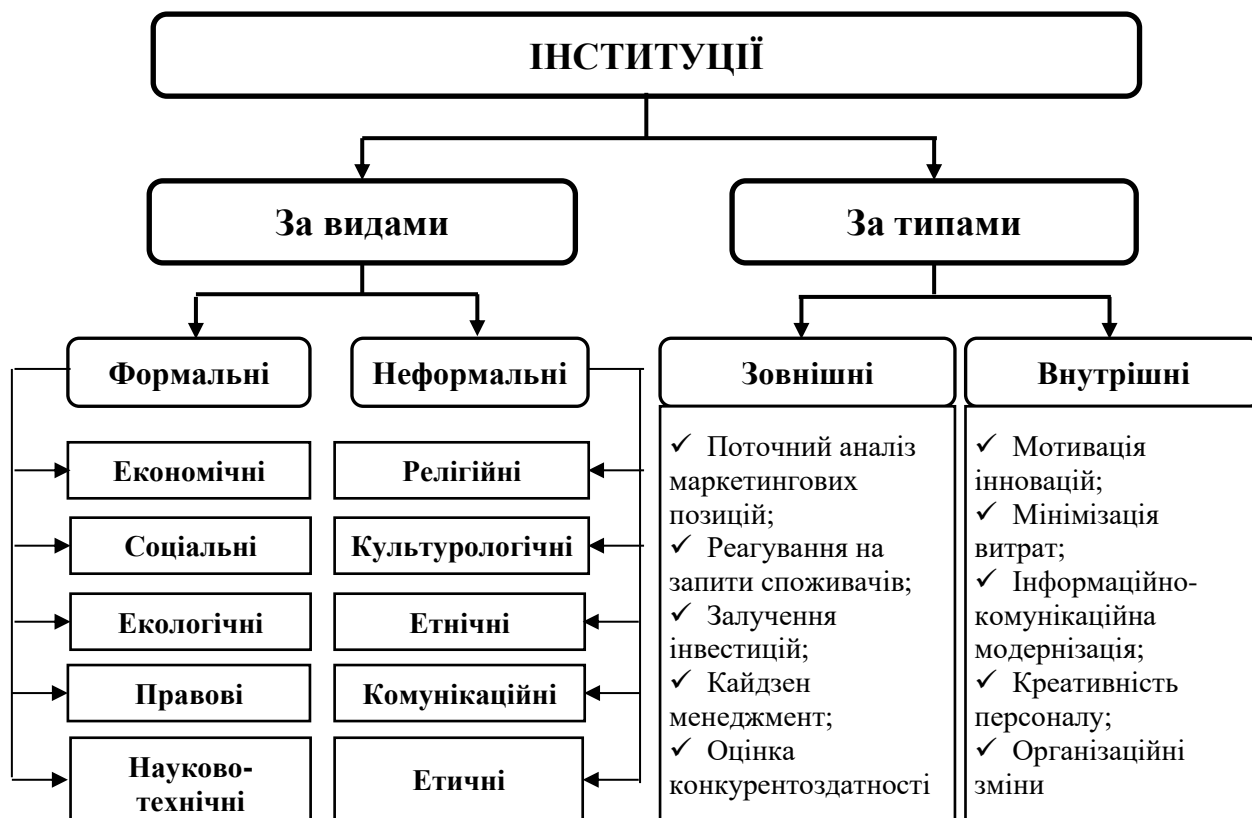 ІНСТИТУЦІЇ
За видами
За типами
Формальні
Неформальні
Зовнішні
Внутрішні
Економічні
Соціальні
Екологічні
Правові
Науково-
технічні
Релігійні
Культурологічні
Етнічні
Комунікаційні
Етичні
✓ Поточний аналіз
маркетингових
позицій;
✓ Реагування на
запити споживачів;
✓ Залучення
інвестицій;
✓ Кайдзен
менеджмент;
✓ Оцінка
конкурентоздатності
✓ Мотивація
інновацій;
✓ Мінімізація
витрат;
✓ Інформаційно-
комунікаційна
модернізація;
✓ Креативність
персоналу;
✓ Організаційні
зміни